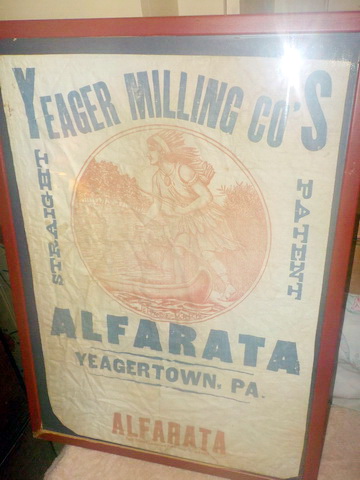 YEAGER MILLING CO'S
STRAIGHT
PATENT
ALFARATA
YEAGERTOWN, PA.
ALFARATA